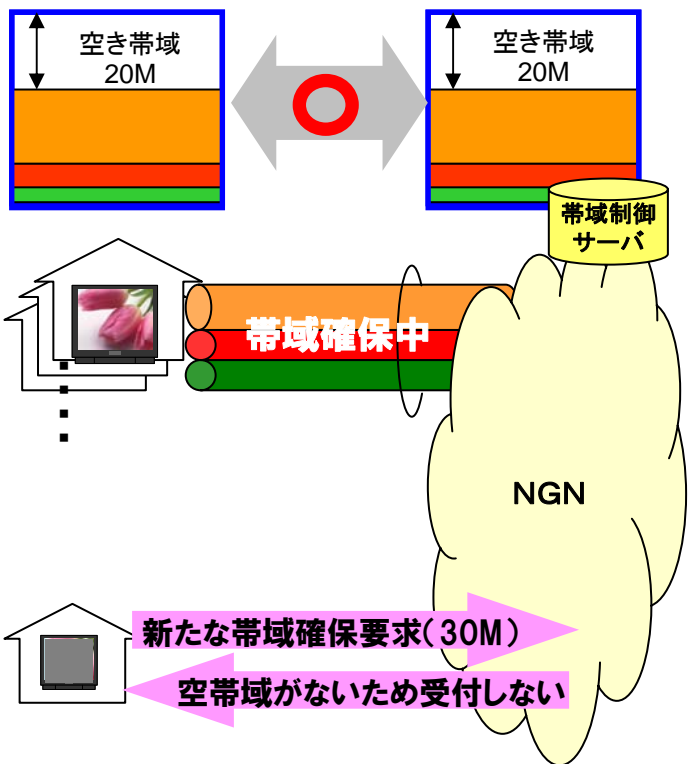 空き帯域
20M
空き帯域
20M
帯域制御
サーバ
帯域確保中
NGN
新たな帯域確保要求(30M)
空帯域がないため受付しない